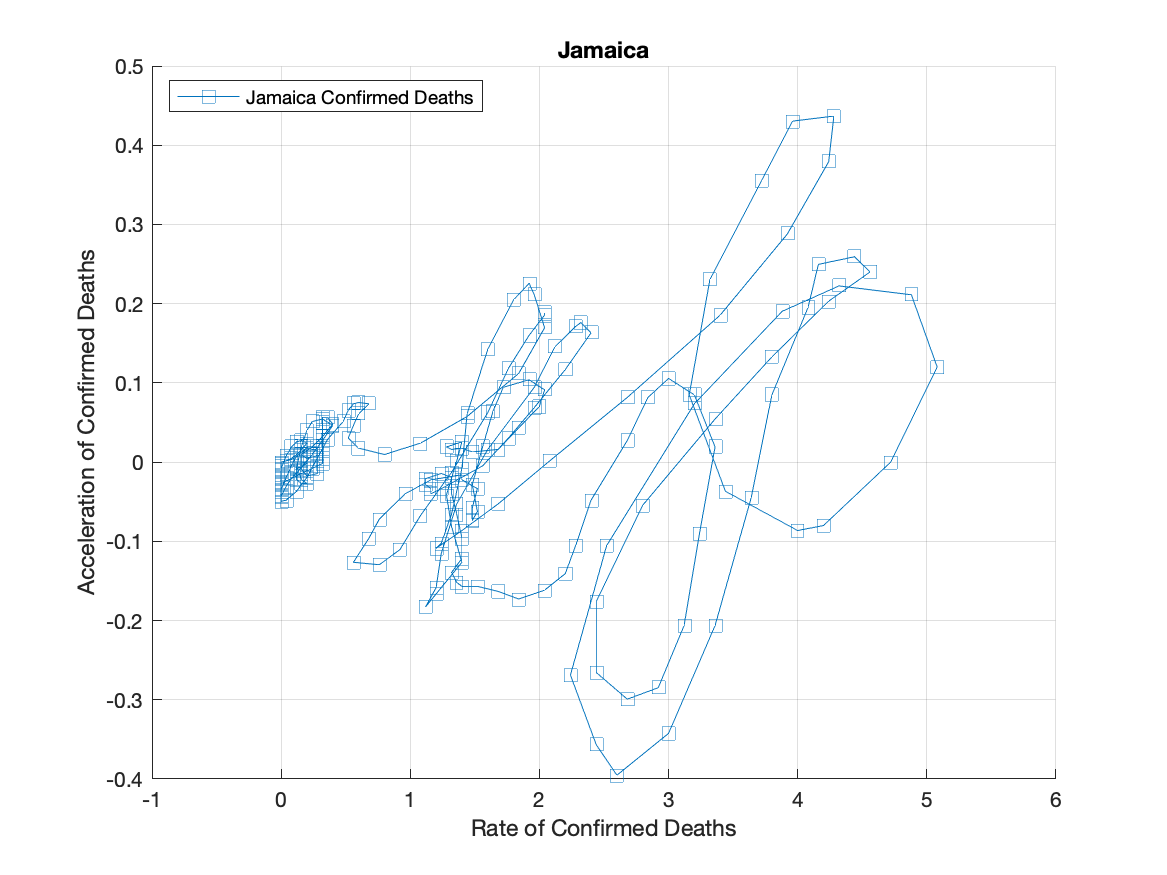 Jamaica
Jamaica Confirmed Deaths
0.5
0.4
0.3
0.2
0.1
0
-0.1
-0.2
-0.3
-0.4
-1 0 1 2 3 4 5 6
Rate of Confirmed Deaths
Acceleration of Confirmed Deaths